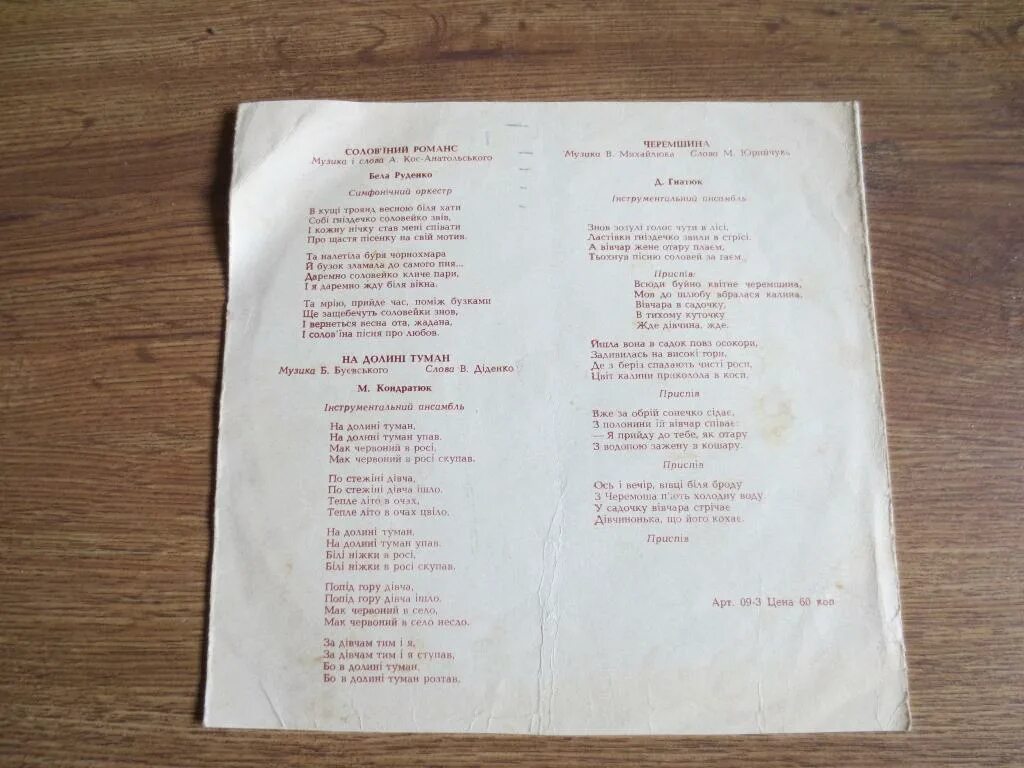 СОЛОВ'ЇНИЙ РОМАНС
Музика і слова А. Кос-Анатольського
Бела Руденко
Симфонічний оркестр
В кущі троянд весною біля хати
Собі гніздечко соловейко звів,
І кожну нічку став мені співати
Про щастя пісеньку на свій мотив.
Та налетіла буря чорнохмара
Й бузок зламала до самого пня...
Даремно соловейко кличе пари,
І я даремно жду біля вікна.
Та мрію, прийде час, поміж бузками
Ще защебечуть соловейки знов,
І вернеться весна ота, жадана,
І солов'їна пісня про любов.
НА ДОЛИНІ ТУМАН
Музика Б. Буєвського Слова В. Діденко
М. Кондратюк
Інструментальний ансамбль
На долині туман,
На долині туман упав.
Мак червоний в росі,
Мак червоний в росі скупав.
По стежіні дівча,
По стежіні дівча ішло.
Тепле літо в очах,
Тепле літо в очах цвіло.
На долині туман,
На долині туман упав.
Білі ніжки в росі,
Білі ніжки в росі скупав.
Попід гору дівча,
Попід гору дівча ішло.
Мак червоний в село,
Мак червоний в село несло.
За дівчам тим і я,
За дівчам тим і я ступав,
Бо в долині туман,
Бо в долині туман розтав.
ЧЕРЕМШИНА
Музика В. Михайлюка Слова М. Юрійчука
Д. Гнатюк
Інструментальний ансамбль
Знов зозулі голос чути в лісі,
Ластівки гніздечко звили в стрісі.
А вівчар жене отару плаєм,
Тьохнув пісню соловей за гаєм.
Приспів:
Всюди буйно квітне черемшина,
Мов до шлюбу вбралася калина,
Вівчара в садочку,
В тихому куточку
Жде дівчина, жде.
Йшла вона в садок повз осокори,
Задивилась на високі гори,
Де з беріз спадають чисті роси,
Цвіт калини приколола в коси.
Приспів
Вже за обрій сонечко сідає,
З полонини їй вівчар співає:
— Я прийду до тебе, як отару
З водопою зажену в кошару.
Приспів
Ось і вечір, вівці біля броду
З Черемоша п'ють холодну воду
У садочку вівчара стрічає
Дівчинонька, що його кохає.
Приспів
Арт. 09-3 Цена 60 коп